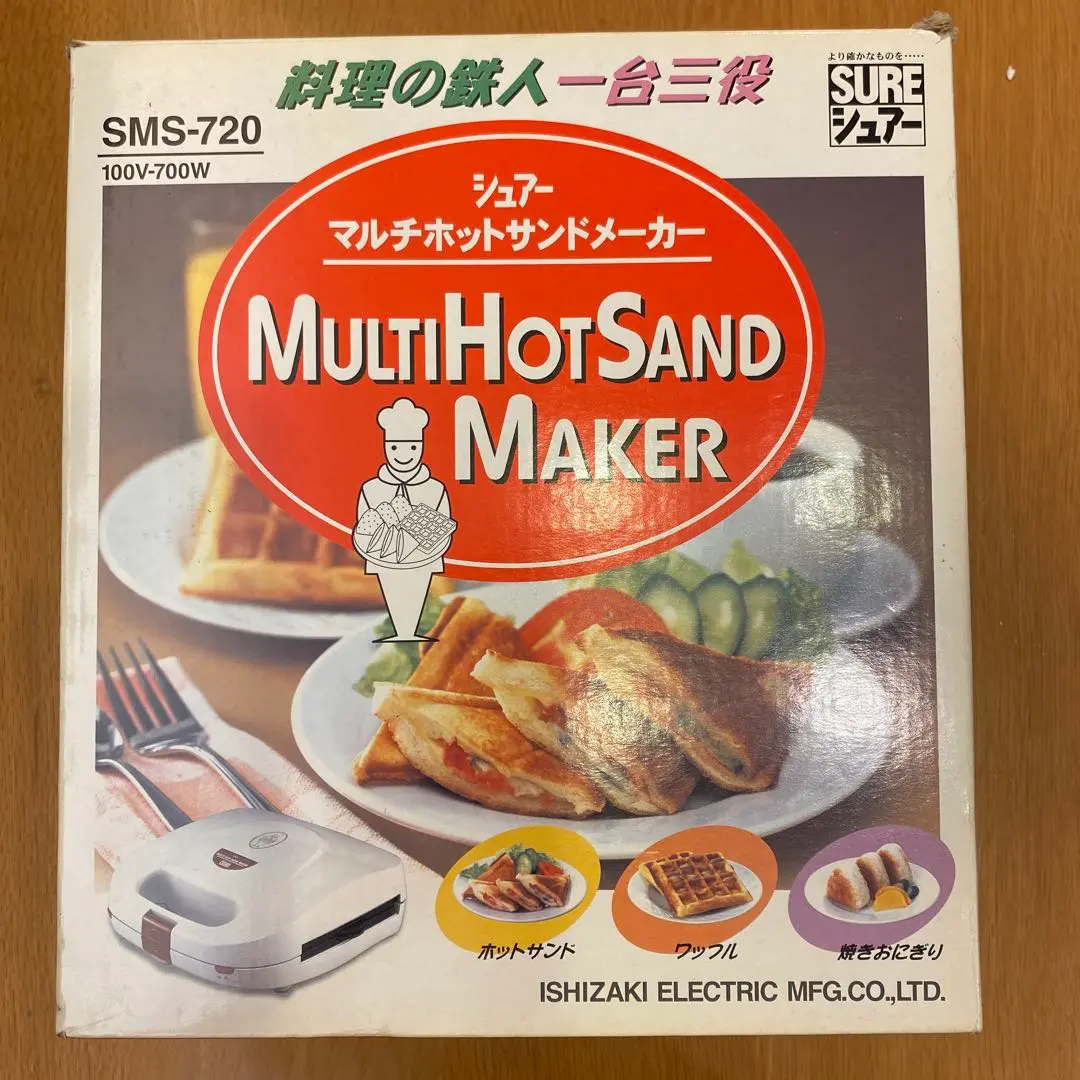 料理の鉄人一台三役
より確かなものを……
SURE
シュアー
SMS-720
100V-700W
シュアー
マルチホットサンドメーカー
MULTIHOTSAND
MAKER
ホットサンド
ワッフル
焼きおにぎり
ISHIZAKI ELECTRIC MFG.CO.,LTD.